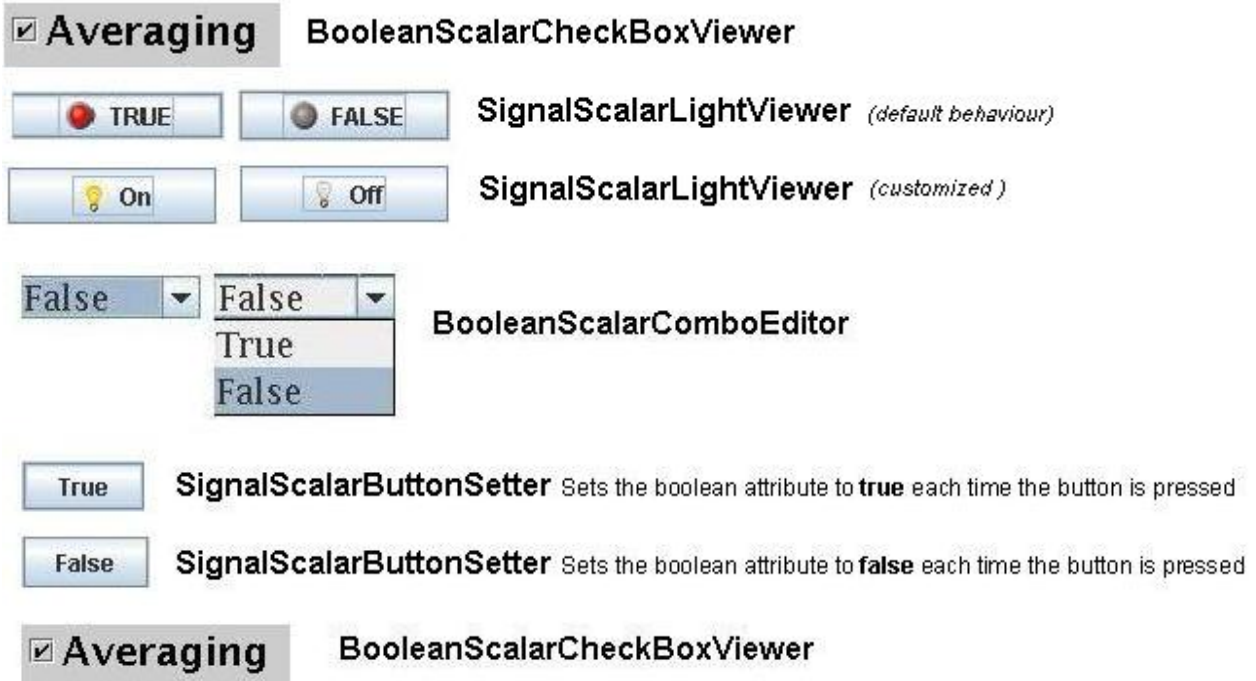 Averaging BooleanScalarCheckBoxViewer
TRUE FALSE SignalScalarLightViewer (default behaviour)
On Off SignalScalarLightViewer (customized )
False False BooleanScalarComboEditor
True
False
True SignalScalarButtonSetter Sets the boolean attribute to true each time the button is pressed
False SignalScalarButtonSetter Sets the boolean attribute to false each time the button is pressed
Averaging BooleanScalarCheckBoxViewer